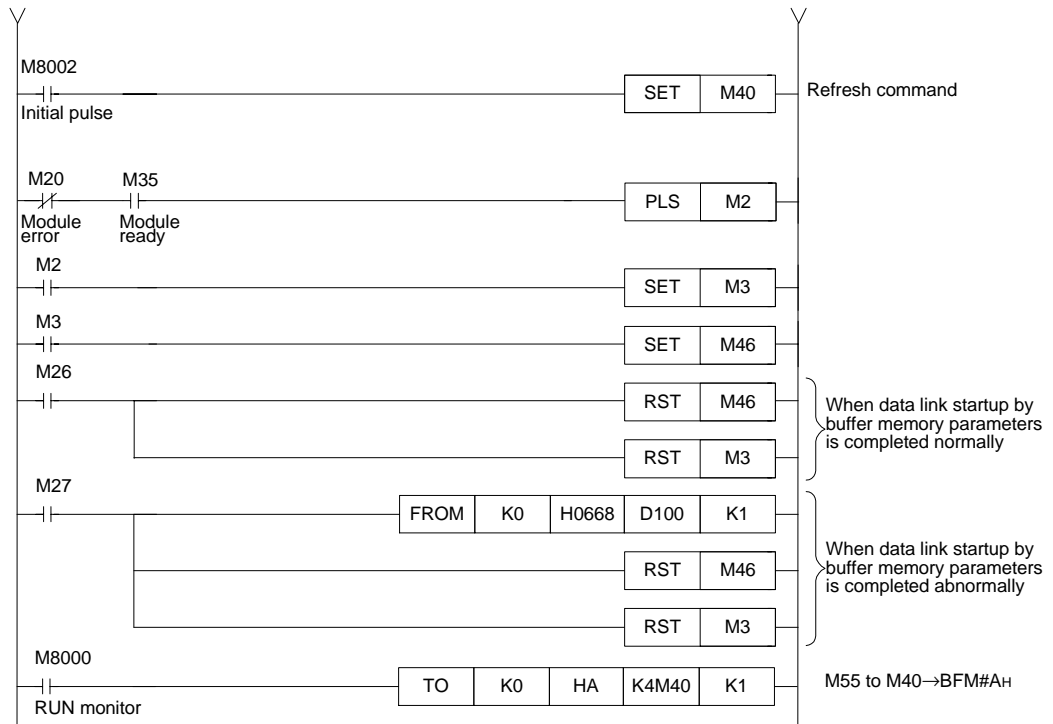 M8002
SET M40 Refresh command
Initial pulse
M20 M35
PLS M2
Module error Module ready
M2
SET M3
M3
SET M46
M26
RST M46
When data link startup by
buffer memory parameters
is completed normally
RST M3
M27
FROM K0 H0668 D100 K1
When data link startup by
buffer memory parameters
is completed abnormally
RST M46
RST M3
M8000
TO K0 HA K4M40 K1 M55 to M40→BFM#AH
RUN monitor